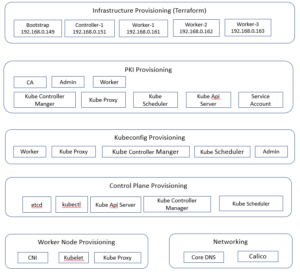 Infrastructure Provisioning (Terraform)
Bootstrap Controller-1 Worker-1 Worker-2 Worker-3
192.168.0.149 192.168.0.151 192.168.0.161 192.168.0.162 192.168.0.163
PKI Provisioning
CA Admin Worker
Kube Controller Manger Kube Proxy Kube Scheduler Kube Api Server Service Account
Kubeconfig Provisioning
Worker Kube Proxy Kube Controller Manger Kube Scheduler Admin
Control Plane Provisioning
etcd kubectl Kube Api Server Kube Controller Manager Kube Scheduler
Worker Node Provisioning
CNI Kubelet Kube Proxy
Networking
Core DNS Calico